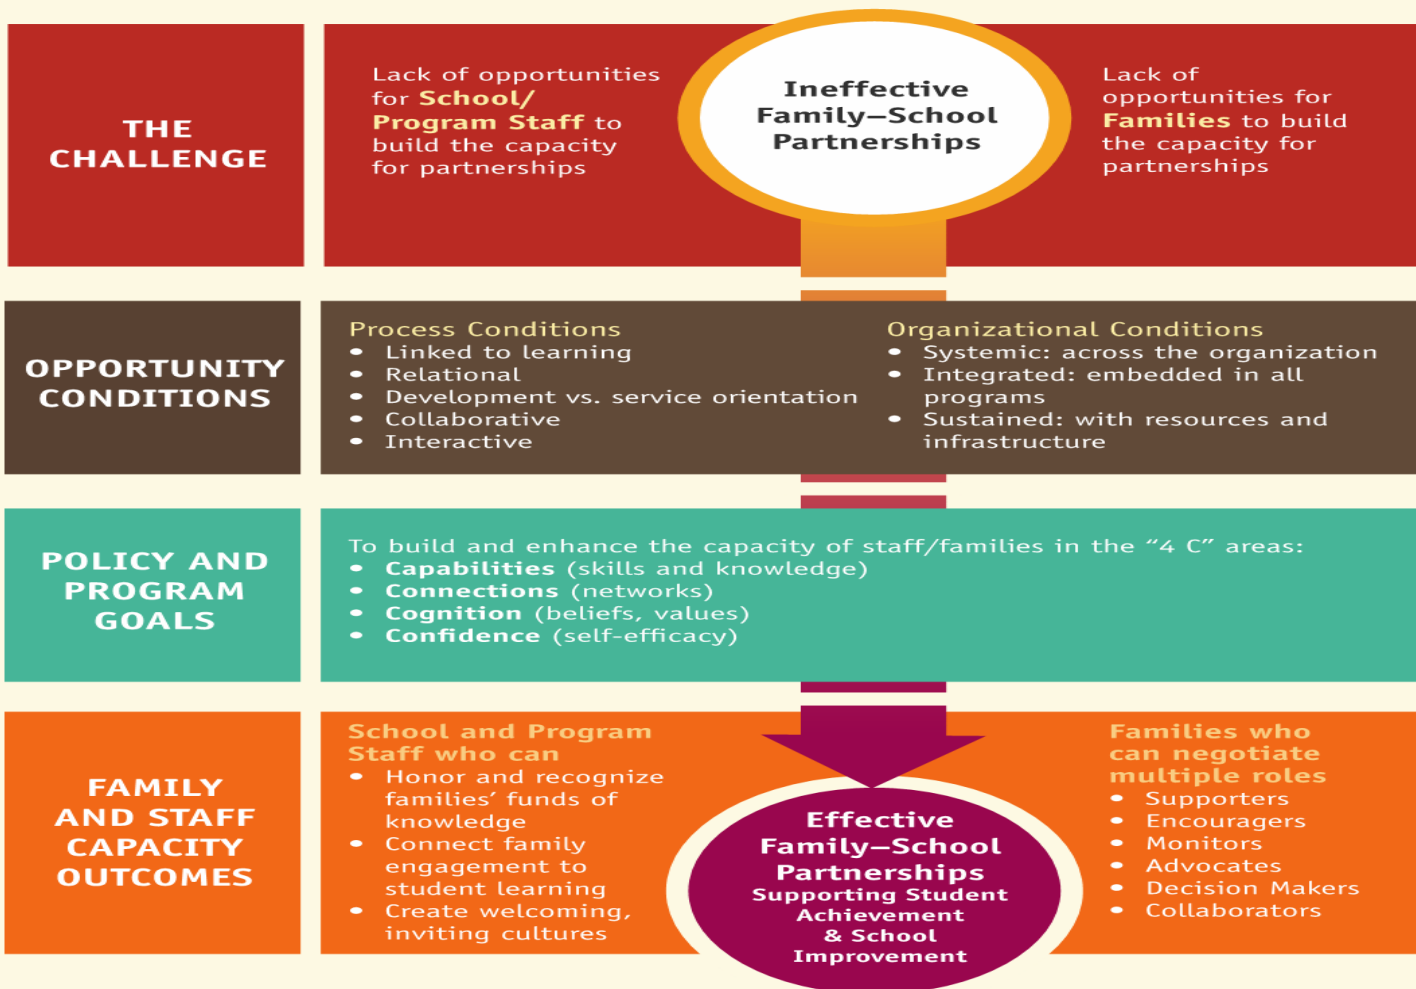 THE
CHALLENGE
Lack of opportunities
for School/
Program Staff to
build the capacity
for partnerships
Ineffective
Family–School
Partnerships
Lack of
opportunities for
Families to build
the capacity for
partnerships
OPPORTUNITY
CONDITIONS
Process Conditions
• Linked to learning
• Relational
• Development vs. service orientation
• Collaborative
• Interactive
Organizational Conditions
• Systemic: across the organization
• Integrated: embedded in all
programs
• Sustained: with resources and
infrastructure
POLICY AND
PROGRAM
GOALS
To build and enhance the capacity of staff/families in the “4 C” areas:
• Capabilities (skills and knowledge)
• Connections (networks)
• Cognition (beliefs, values)
• Confidence (self-efficacy)
FAMILY
AND STAFF
CAPACITY
OUTCOMES
School and Program
Staff who can
• Honor and recognize
families’ funds of
knowledge
• Connect family
engagement to
student learning
• Create welcoming,
inviting cultures
Effective
Family–School
Partnerships
Supporting Student
Achievement
& School
Improvement
Families who
can negotiate
multiple roles
• Supporters
• Encouragers
• Monitors
• Advocates
• Decision Makers
• Collaborators